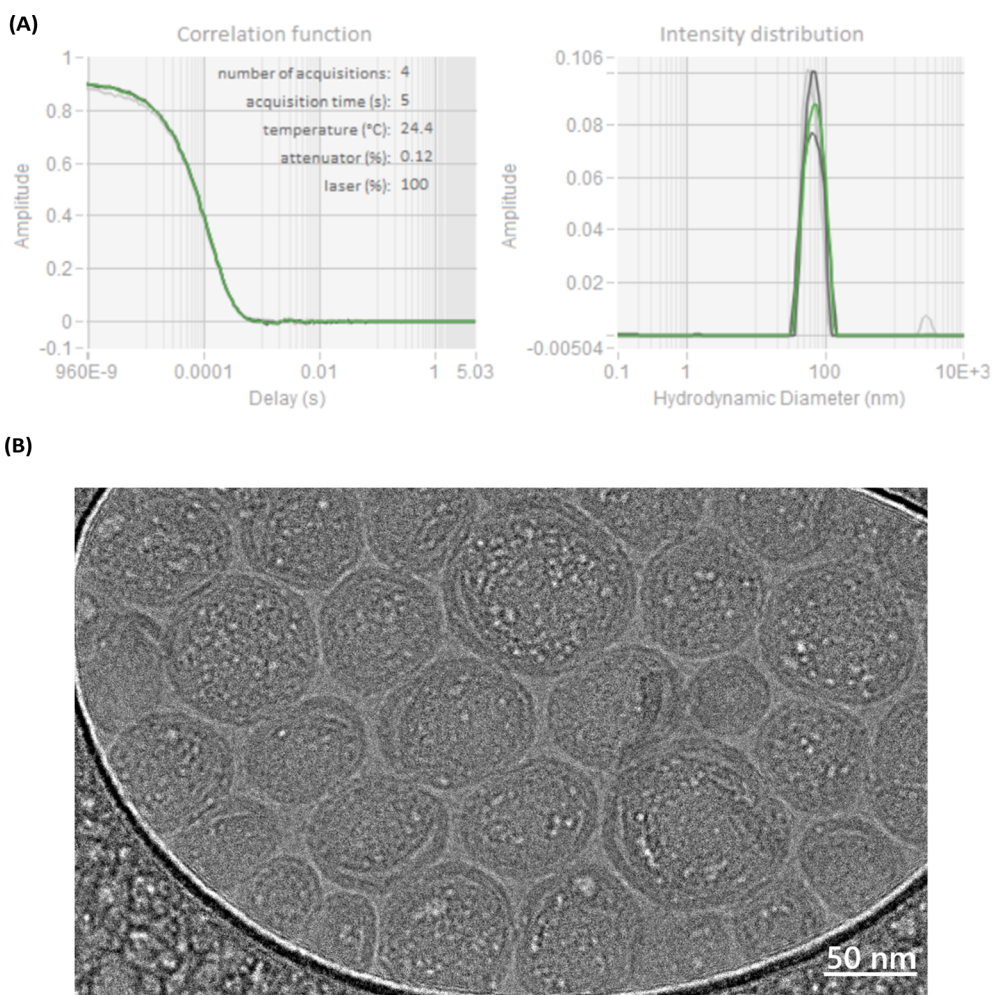 (A)
Correlation function
Amplitude
1
0.8
0.6
0.4
0.2
0
-0.1
number of acquisitions: 4
acquisition time (s): 5
temperature (°C): 24.4
attenuator (%): 0.12
laser (%): 100
960E-9 0.0001 0.01 1 5.03
Delay (s)
Intensity distribution
Amplitude
0.106
0.08
0.06
0.04
0.02
-0.00504
0.1 1 100 10E+3
Hydrodynamic Diameter (nm)
(B)
50 nm